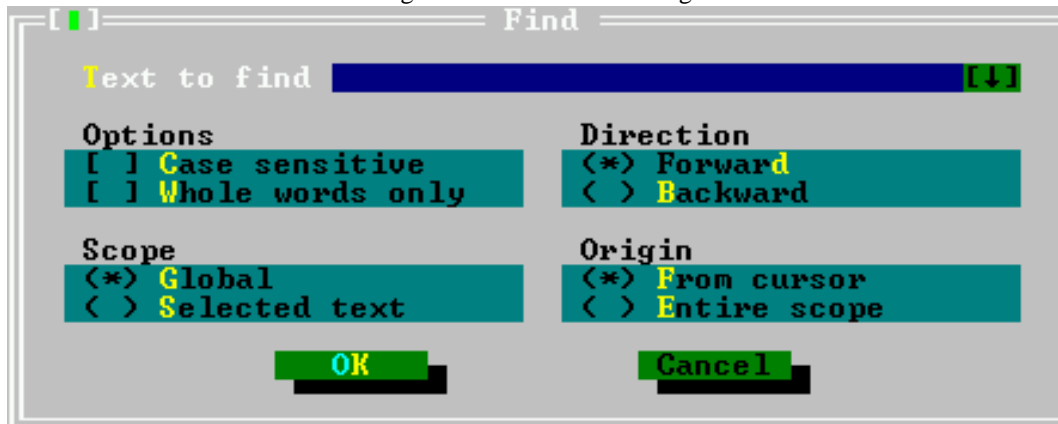 [▮] Find
Text to find [↓]
Options
[ ] Case sensitive
[ ] Whole words only
Direction
(*) Forward
( ) Backward
Scope
(*) Global
( ) Selected text
Origin
(*) From cursor
( ) Entire scope
OK Cancel